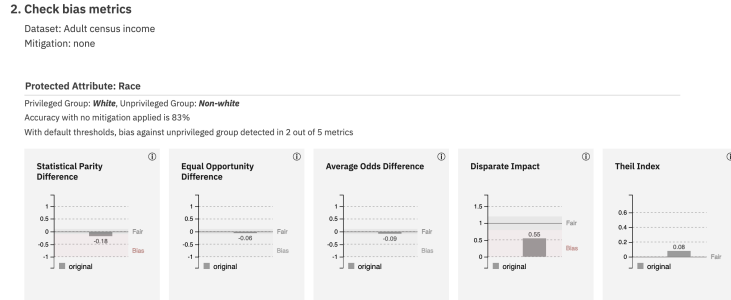 2. Check bias metrics
Dataset: Adult census income
Mitigation: none
Protected Attribute: Race
Privileged Group: White, Unprivileged Group: Non-white
Accuracy with no mitigation applied is 83%
With default thresholds, bias against unprivileged group detected in 2 out of 5 metrics
Statistical Parity
Difference
1
0.5
0
-0.5
-1
-0.18
Fair
Bias
original
Equal Opportunity
Difference
1
0.5
0
-0.5
-1
-0.06
Fair
Bias
original
Average Odds Difference
1
0.5
0
-0.5
-1
-0.09
Fair
Bias
original
Disparate Impact
1.5
1
0.5
0
0.55
Fair
Bias
original
Theil Index
0.6
0.4
0.2
0
0.08
Fair
original